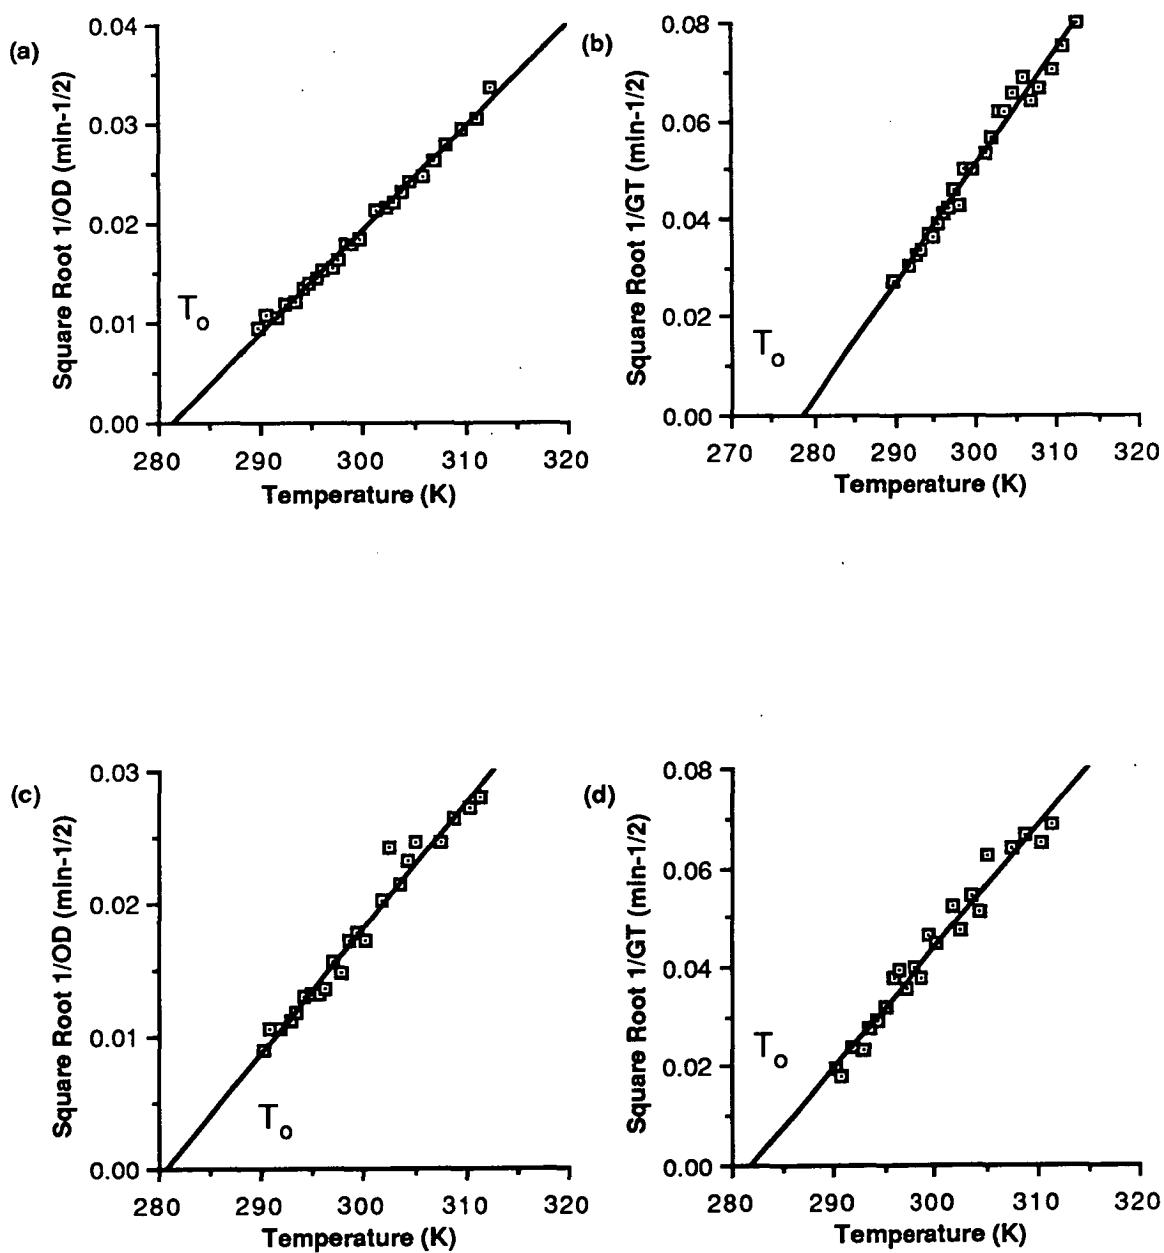 (a)
Square Root 1/OD (min-1/2)
0.04
0.03
0.02
0.01
0.00
To
280 290 300 310 320
Temperature (K)
(b)
Square Root 1/GT (min-1/2)
0.08
0.06
0.04
0.02
0.00
To
270 280 290 300 310 320
Temperature (K)
(c)
Square Root 1/OD (min-1/2)
0.03
0.02
0.01
0.00
To
280 290 300 310 320
Temperature (K)
(d)
Square Root 1/GT (min-1/2)
0.08
0.06
0.04
0.02
0.00
To
280 290 300 310 320
Temperature (K)